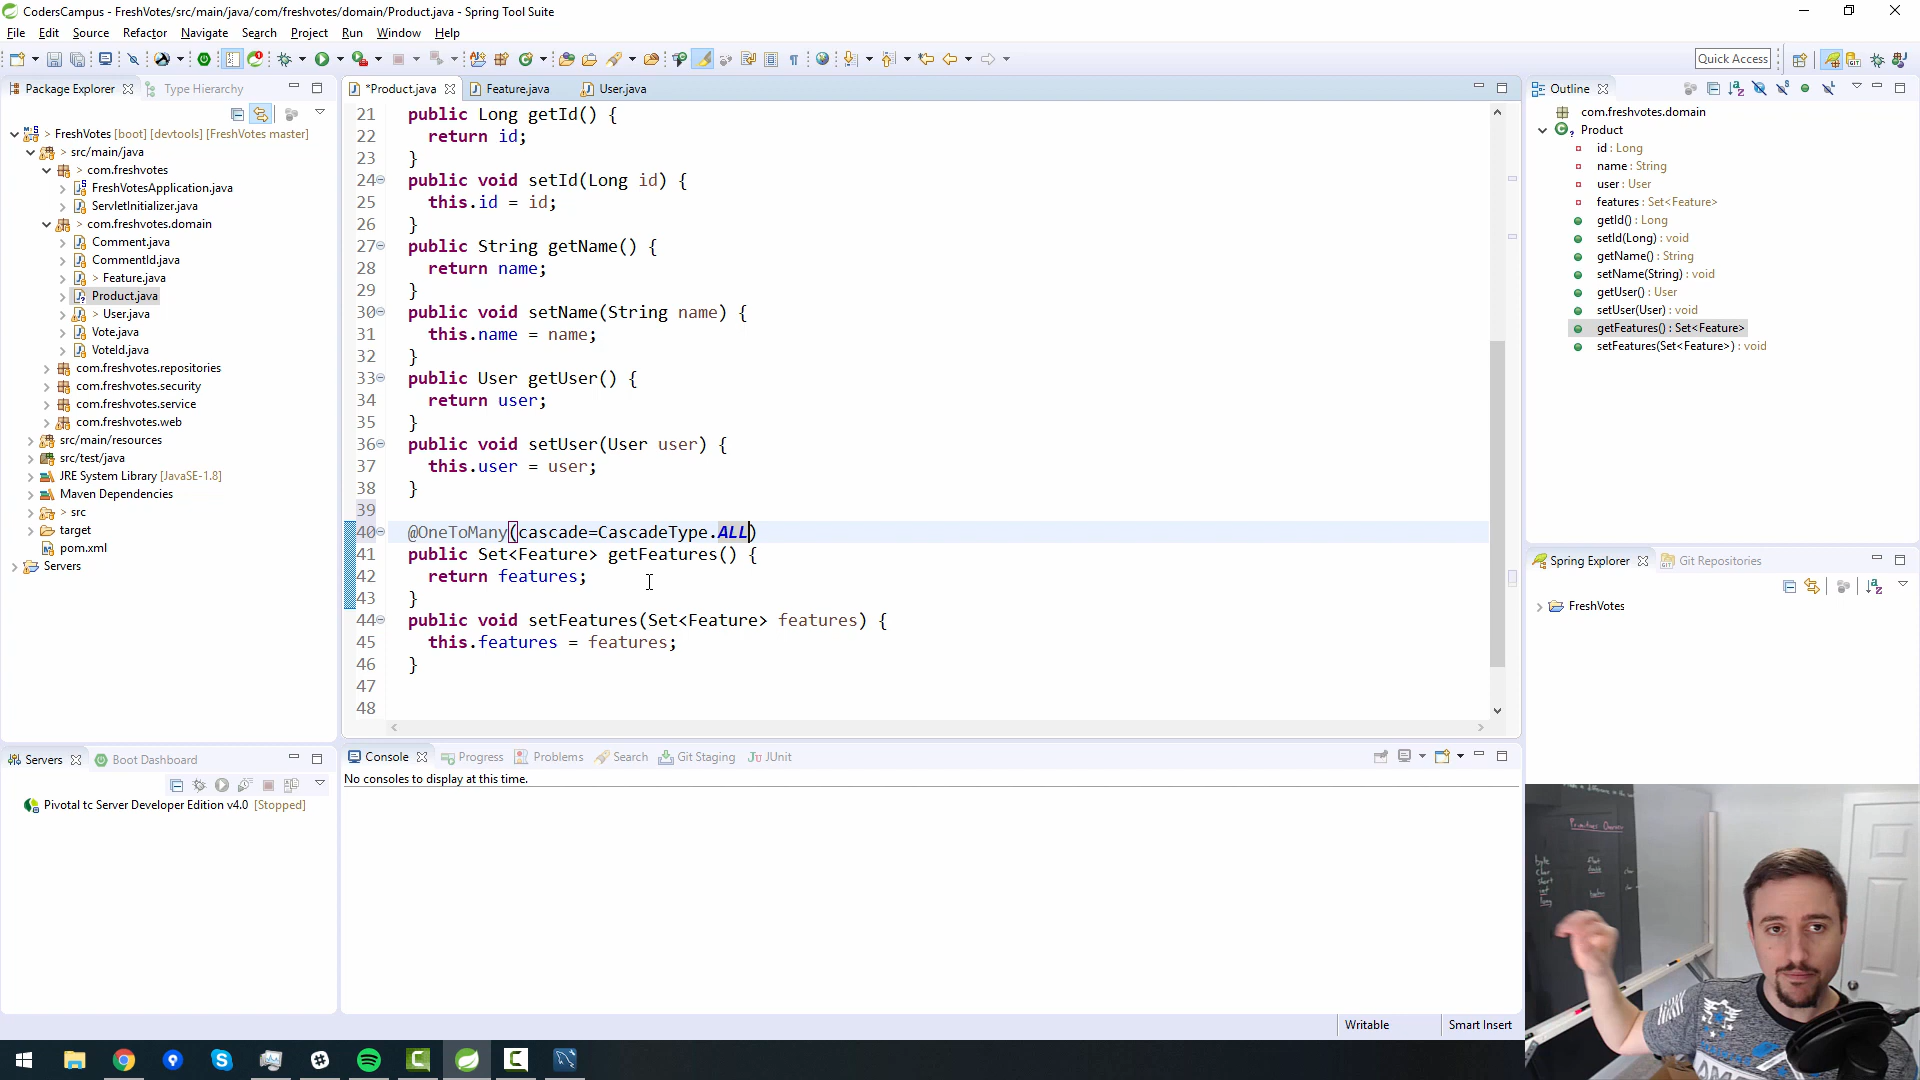 CodersCampus - FreshVotes/src/main/java/com/freshvotes/domain/Product.java - Spring Tool Suite
File Edit Source Refactor Navigate Search Project Run Window Help
Quick Access
Package Explorer
Type Hierarchy
> FreshVotes [boot] [devtools] [FreshVotes master]
> src/main/java
> com.freshvotes
FreshVotesApplication.java
ServletInitializer.java
> com.freshvotes.domain
Comment.java
CommentId.java
> Feature.java
Product.java
> User.java
Vote.java
VoteId.java
com.freshvotes.repositories
com.freshvotes.security
com.freshvotes.service
com.freshvotes.web
src/main/resources
src/test/java
JRE System Library [JavaSE-1.8]
Maven Dependencies
> src
target
pom.xml
Servers
*Product.java
Feature.java
User.java
21 public Long getId() {
22 return id;
23 }
24 public void setId(Long id) {
25 this.id = id;
26 }
27 public String getName() {
28 return name;
29 }
30 public void setName(String name) {
31 this.name = name;
32 }
33 public User getUser() {
34 return user;
35 }
36 public void setUser(User user) {
37 this.user = user;
38 }
39
40 @OneToMany(cascade=CascadeType.ALL)
41 public Set<Feature> getFeatures() {
42 return features;
43 }
44 public void setFeatures(Set<Feature> features) {
45 this.features = features;
46 }
47
48
Outline
com.freshvotes.domain
Product
id : Long
name : String
user : User
features : Set<Feature>
getId() : Long
setId(Long) : void
getName() : String
setName(String) : void
getUser() : User
setUser(User) : void
getFeatures() : Set<Feature>
setFeatures(Set<Feature>) : void
Spring Explorer
Git Repositories
FreshVotes
Servers
Boot Dashboard
Pivotal tc Server Developer Edition v4.0 [Stopped]
Console
Progress
Problems
Search
Git Staging
JUnit
No consoles to display at this time.
Writable
Smart Insert
byte
char
short
int
long
float